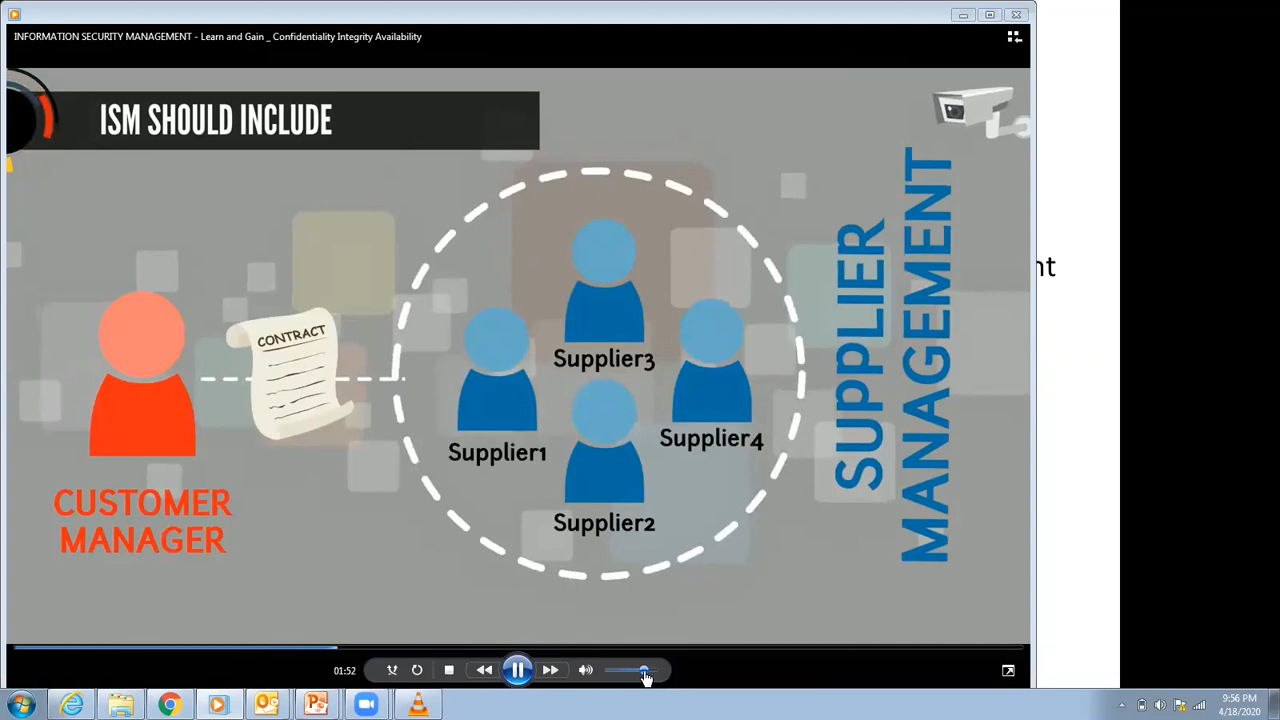 INFORMATION SECURITY MANAGEMENT - Learn and Gain _ Confidentiality Integrity Availability
ISM SHOULD INCLUDE
CONTRACT
CUSTOMER
MANAGER
Supplier3
Supplier1
Supplier4
Supplier2
SUPPLIER
MANAGEMENT
nt
01:52
9:56 PM
4/18/2020